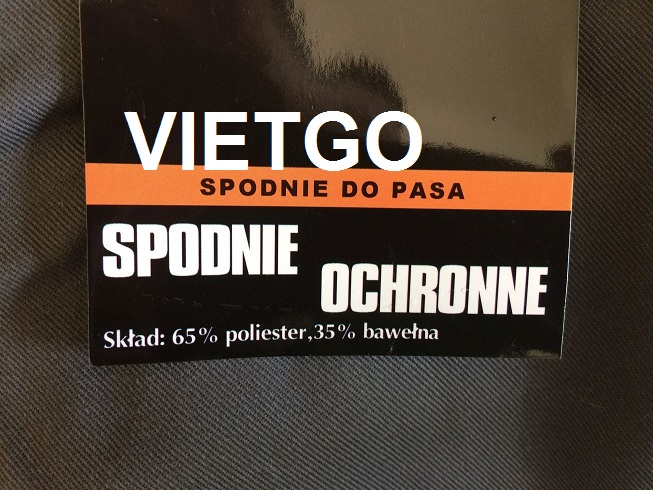 VIETGO
SPODNIE DO PASA
SPODNIE
OCHRONNE
Skład: 65% poliester,35% bawełna